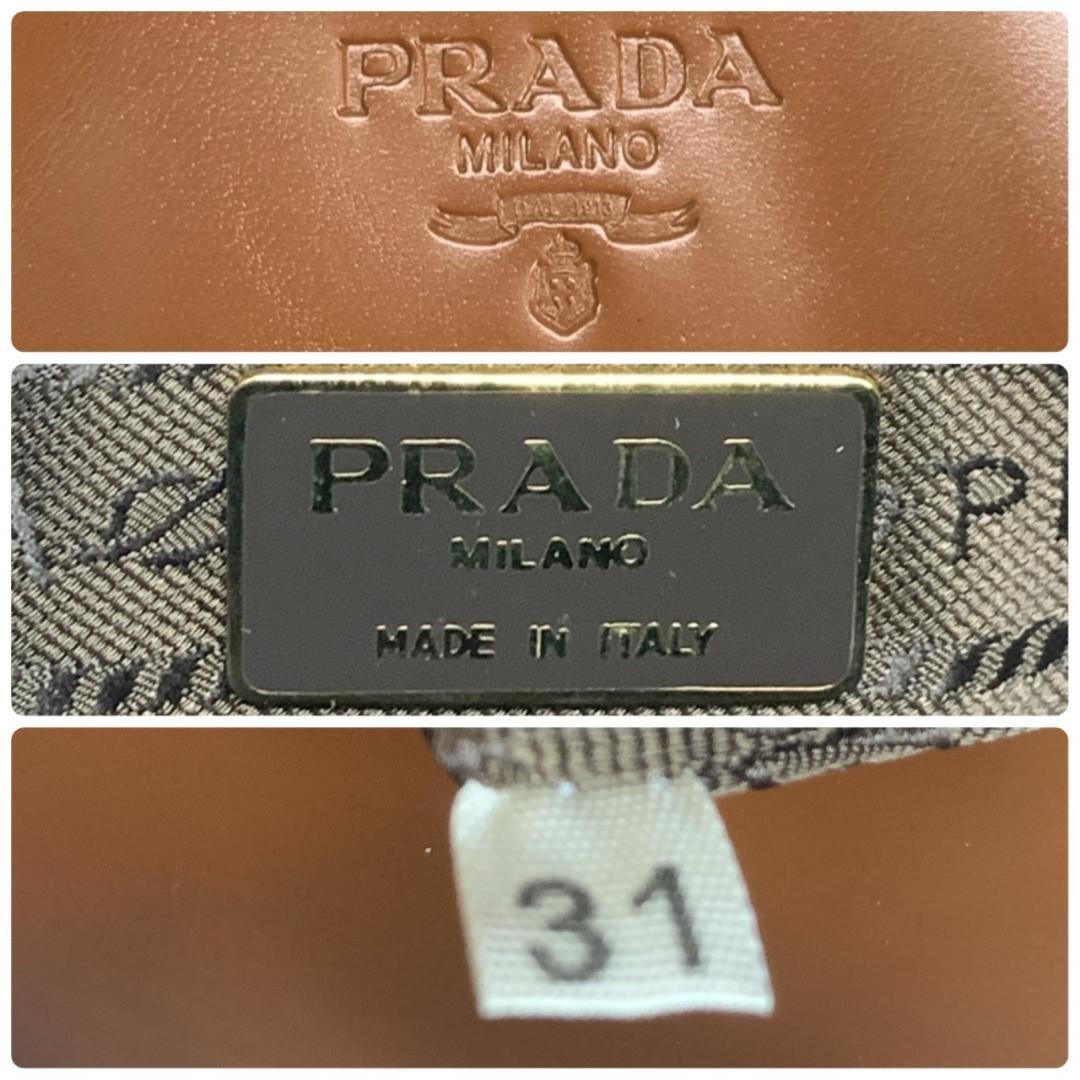 PRADA
MILANO
DAL 1913
PRADA
MILANO
MADE IN ITALY
P
31